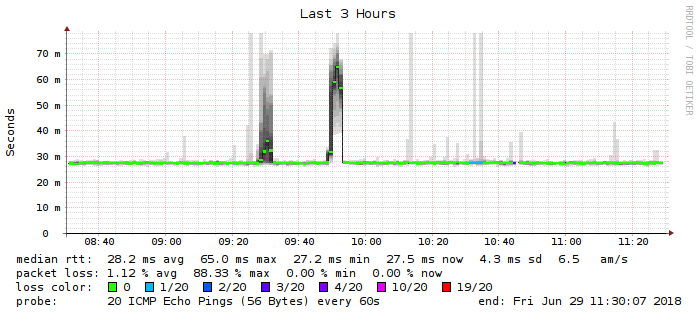 Last 3 Hours
RRDTOOL / TOBI OETIKER
Seconds
70 m
60 m
50 m
40 m
30 m
20 m
10 m
0
08:40 09:00 09:20 09:40 10:00 10:20 10:40 11:00 11:20
median rtt: 28.2 ms avg 65.0 ms max 27.2 ms min 27.5 ms now 4.3 ms sd 6.5 am/s
packet loss: 1.12 % avg 88.33 % max 0.00 % min 0.00 % now
loss color: 0 1/20 2/20 3/20 4/20 10/20 19/20
probe: 20 ICMP Echo Pings (56 Bytes) every 60s end: Fri Jun 29 11:30:07 2018